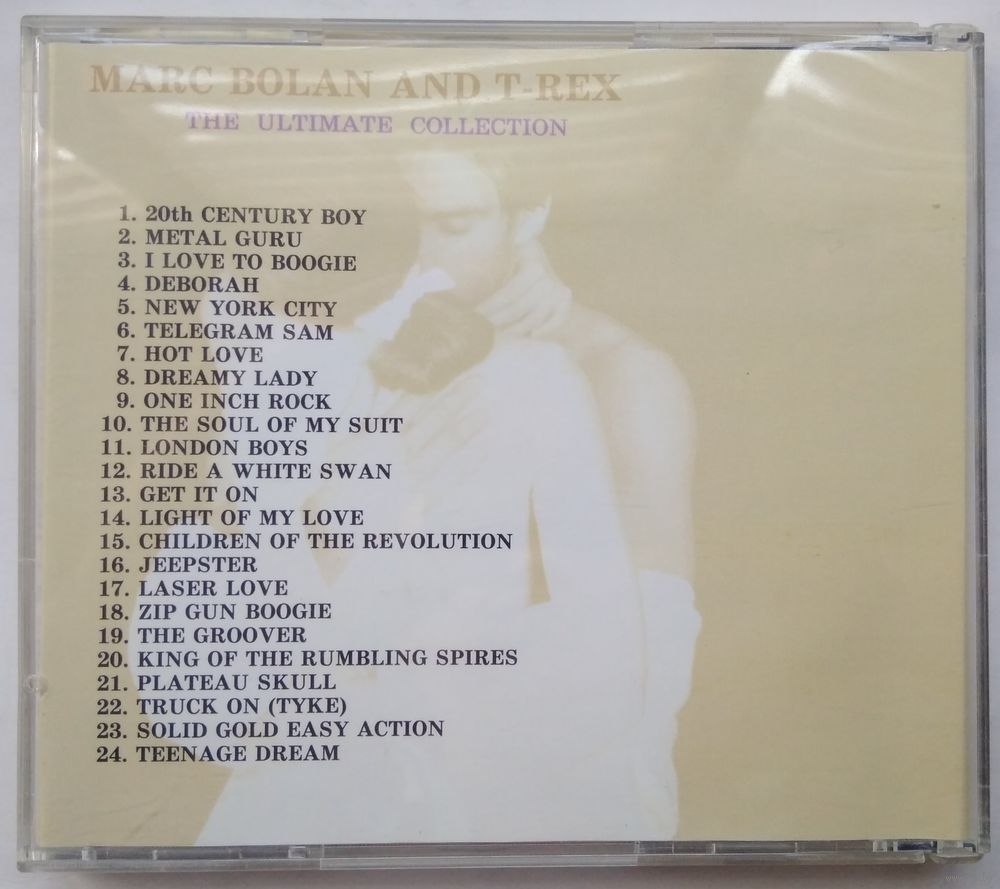 MARC BOLAN AND T-REX
THE ULTIMATE COLLECTION
1. 20th CENTURY BOY
2. METAL GURU
3. I LOVE TO BOOGIE
4. DEBORAH
5. NEW YORK CITY
6. TELEGRAM SAM
7. HOT LOVE
8. DREAMY LADY
9. ONE INCH ROCK
10. THE SOUL OF MY SUIT
11. LONDON BOYS
12. RIDE A WHITE SWAN
13. GET IT ON
14. LIGHT OF MY LOVE
15. CHILDREN OF THE REVOLUTION
16. JEEPSTER
17. LASER LOVE
18. ZIP GUN BOOGIE
19. THE GROOVER
20. KING OF THE RUMBLING SPIRES
21. PLATEAU SKULL
22. TRUCK ON (TYKE)
23. SOLID GOLD EASY ACTION
24. TEENAGE DREAM